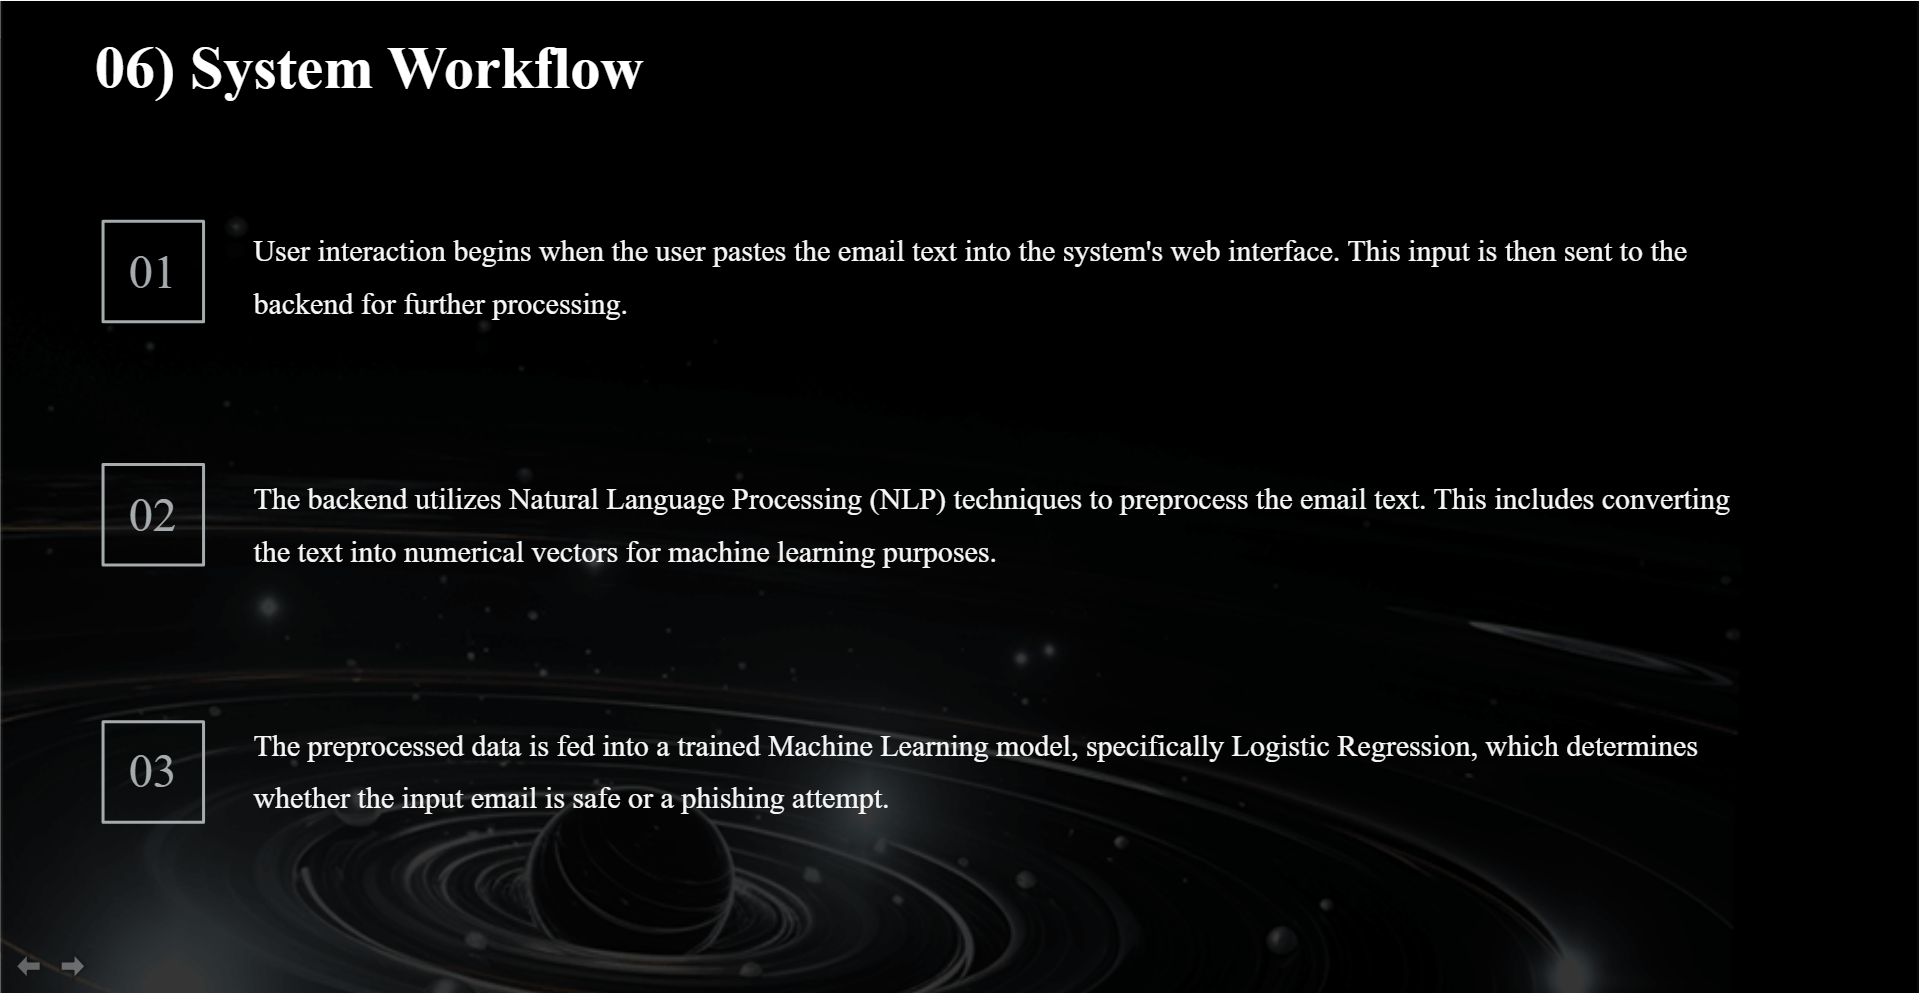 06) System Workflow
01
User interaction begins when the user pastes the email text into the system's web interface. This input is then sent to the
backend for further processing.
02
The backend utilizes Natural Language Processing (NLP) techniques to preprocess the email text. This includes converting
the text into numerical vectors for machine learning purposes.
03
The preprocessed data is fed into a trained Machine Learning model, specifically Logistic Regression, which determines
whether the input email is safe or a phishing attempt.